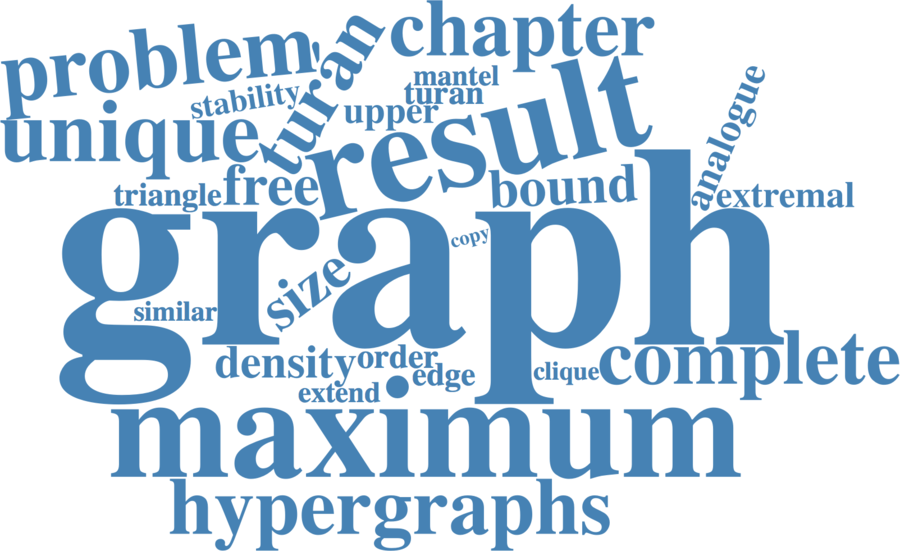 problem
chapter
turan
mantel
turan
stability
upper
unique
result
analogue
triangle
free
bound
extremal
graph
copy
size
similar
density
order
edge
clique
complete
extend
maximum
hypergraphs